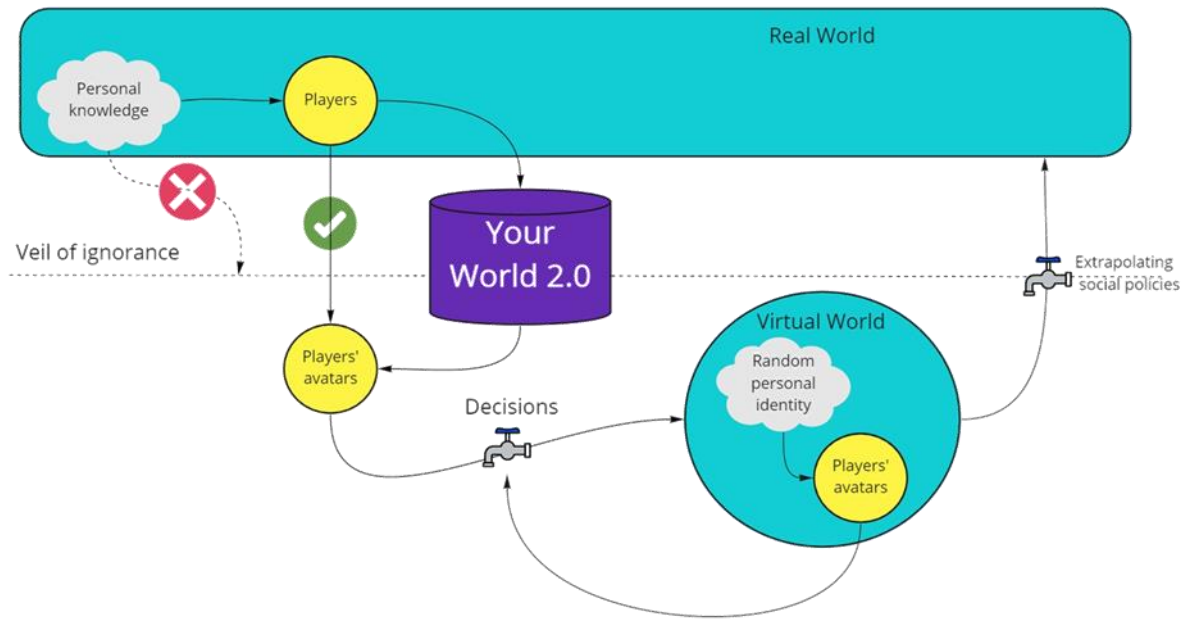 Real World
Personal
knowledge
Players
Veil of ignorance
Your
World 2.0
Extrapolating
social policies
Players'
avatars
Decisions
Virtual World
Random
personal
identity
Players'
avatars